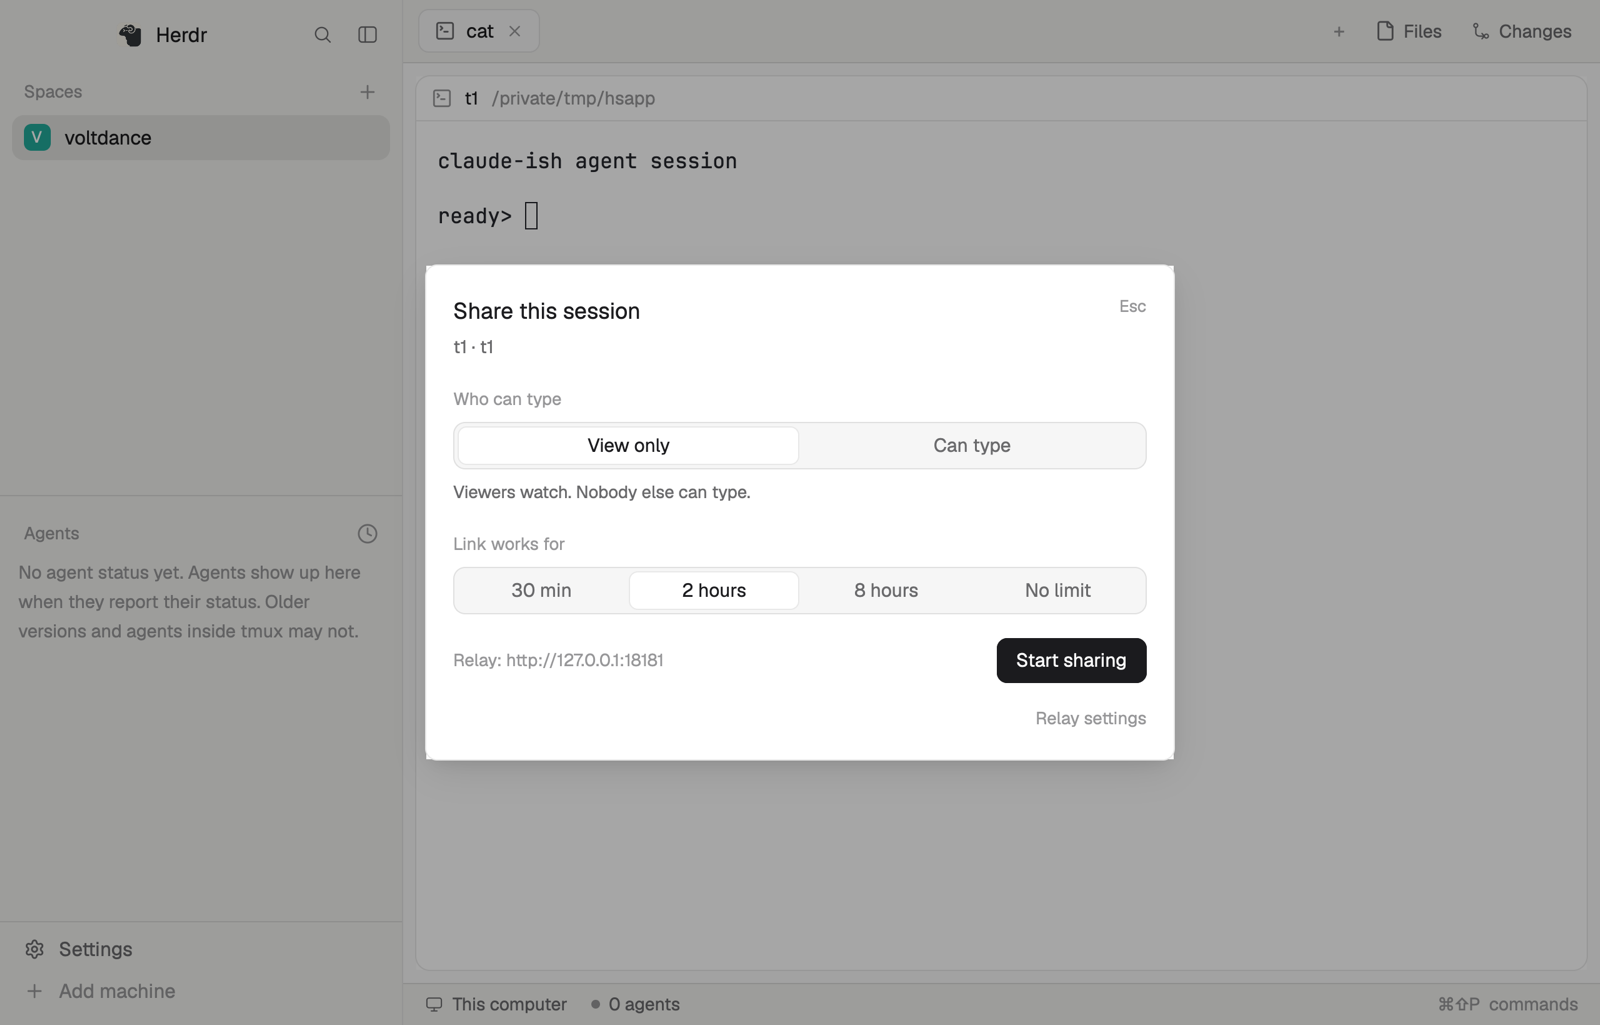 Herdr
Spaces
V voltdance
Agents
No agent status yet. Agents show up here
when they report their status. Older
versions and agents inside tmux may not.
Settings
Add machine
cat
Files
Changes
t1 /private/tmp/hsapp
claude-ish agent session
ready>
Share this session
Esc
t1 · t1
Who can type
View only
Can type
Viewers watch. Nobody else can type.
Link works for
30 min
2 hours
8 hours
No limit
Relay: http://127.0.0.1:18181
Start sharing
Relay settings
This computer
0 agents
⌘⇧P commands